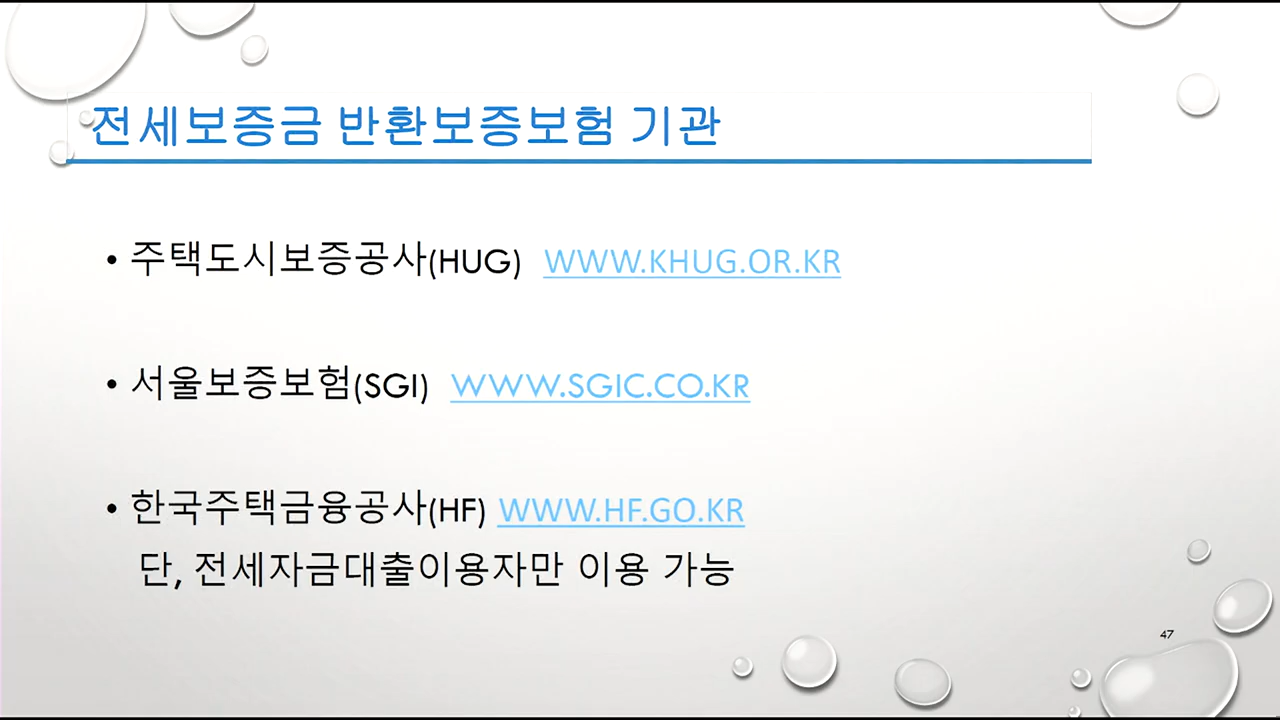 전세보증금 반환보증보험 기관
• 주택도시보증공사(HUG) WWW.KHUG.OR.KR
• 서울보증보험(SGI) WWW.SGIC.CO.KR
• 한국주택금융공사(HF) WWW.HF.GO.KR
단, 전세자금대출이용자만 이용 가능
47